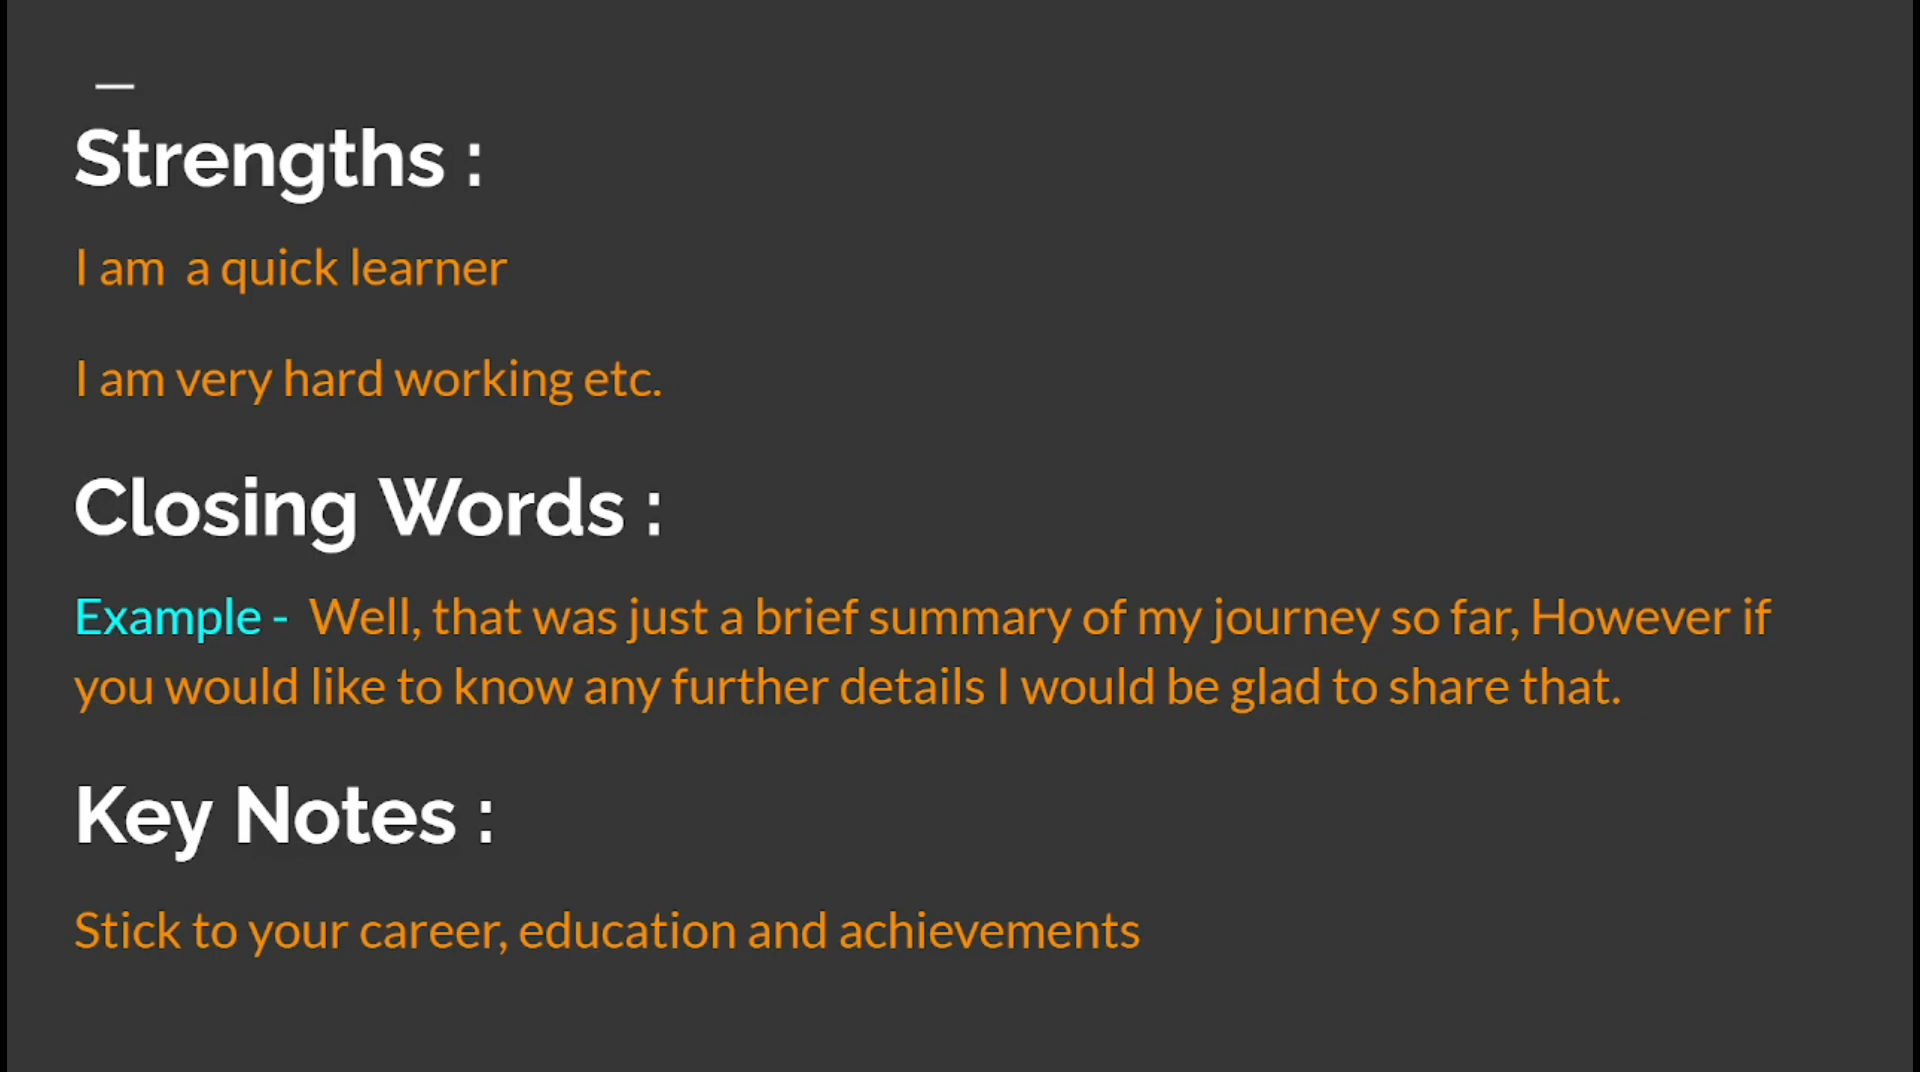 Strengths :
I am  a quick learner
I am very hard working etc.
Closing Words :
Example -  Well, that was just a brief summary of my journey so far, However if
you would like to know any further details I would be glad to share that.
Key Notes :
Stick to your career, education and achievements